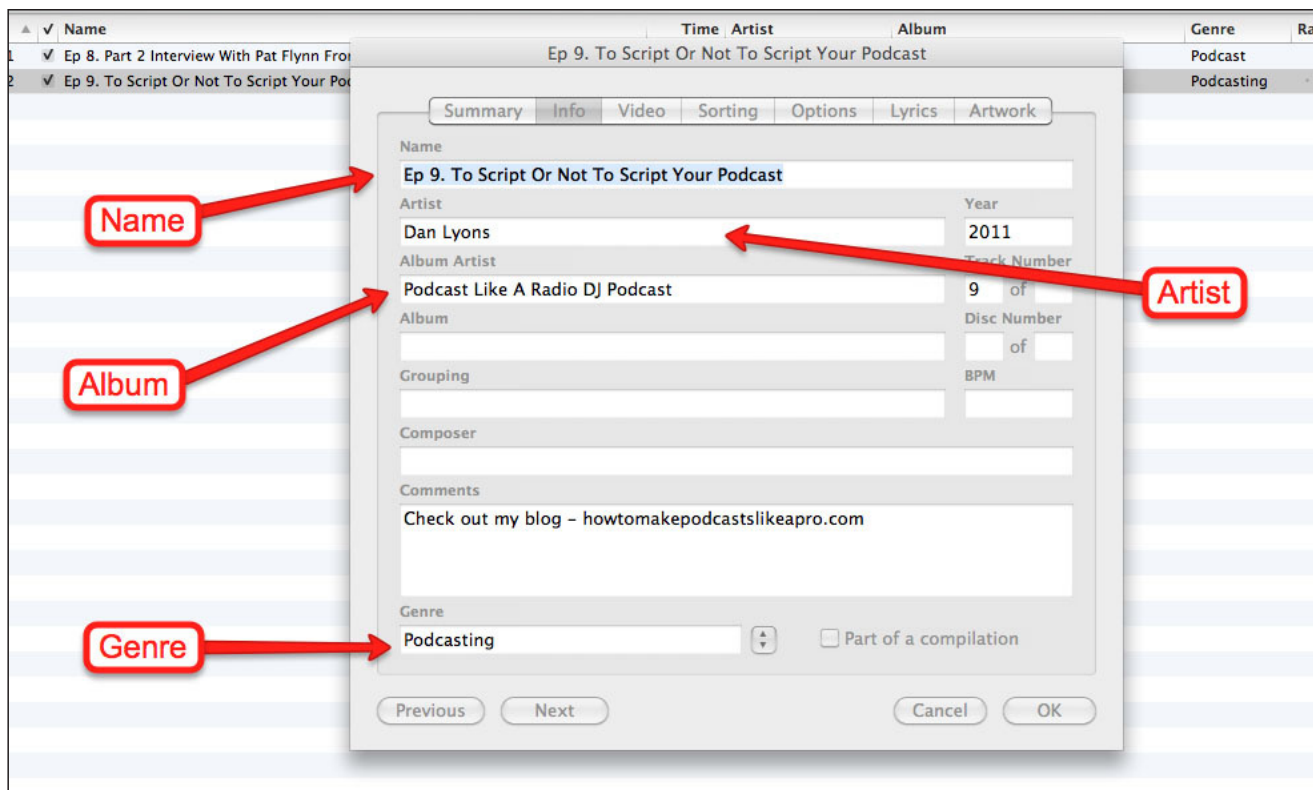 ✓ Name Time Artist Album Genre Ra
1 ✓ Ep 8. Part 2 Interview With Pat Flynn Fro Podcast
2 ✓ Ep 9. To Script Or Not To Script Your Pod Podcasting
Ep 9. To Script Or Not To Script Your Podcast
Summary Info Video Sorting Options Lyrics Artwork
Name
Ep 9. To Script Or Not To Script Your Podcast
Name
Artist Year
Dan Lyons 2011
Album Artist Track Number
Podcast Like A Radio DJ Podcast 9 of
Artist
Album Disc Number
of
Album
Grouping BPM
Composer
Comments
Check out my blog – howtomakepodcastslikeapro.com
Genre
Podcasting Part of a compilation
Genre
Previous Next Cancel OK